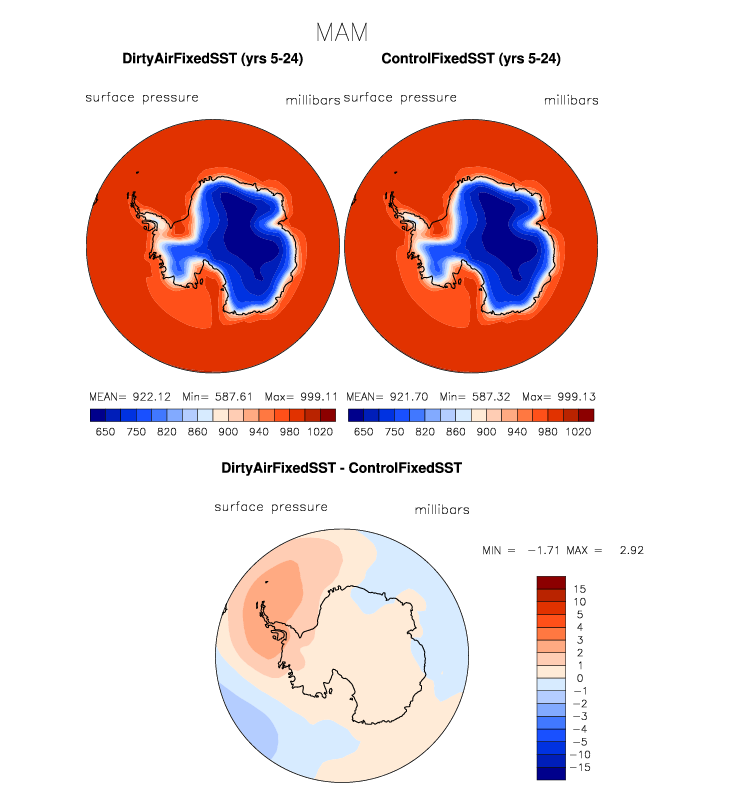 MAM
DirtyAirFixedSST (yrs 5-24) ControlFixedSST (yrs 5-24)
surface pressure millibars surface pressure millibars
MEAN= 922.12 Min= 587.61 Max= 999.11 MEAN= 921.70 Min= 587.32 Max= 999.13
650 750 820 860 900 940 980 1020 650 750 820 860 900 940 980 1020
DirtyAirFixedSST - ControlFixedSST
surface pressure millibars
MIN = -1.71 MAX = 2.92
15
10
5
4
3
2
1
0
-1
-2
-3
-4
-5
-10
-15